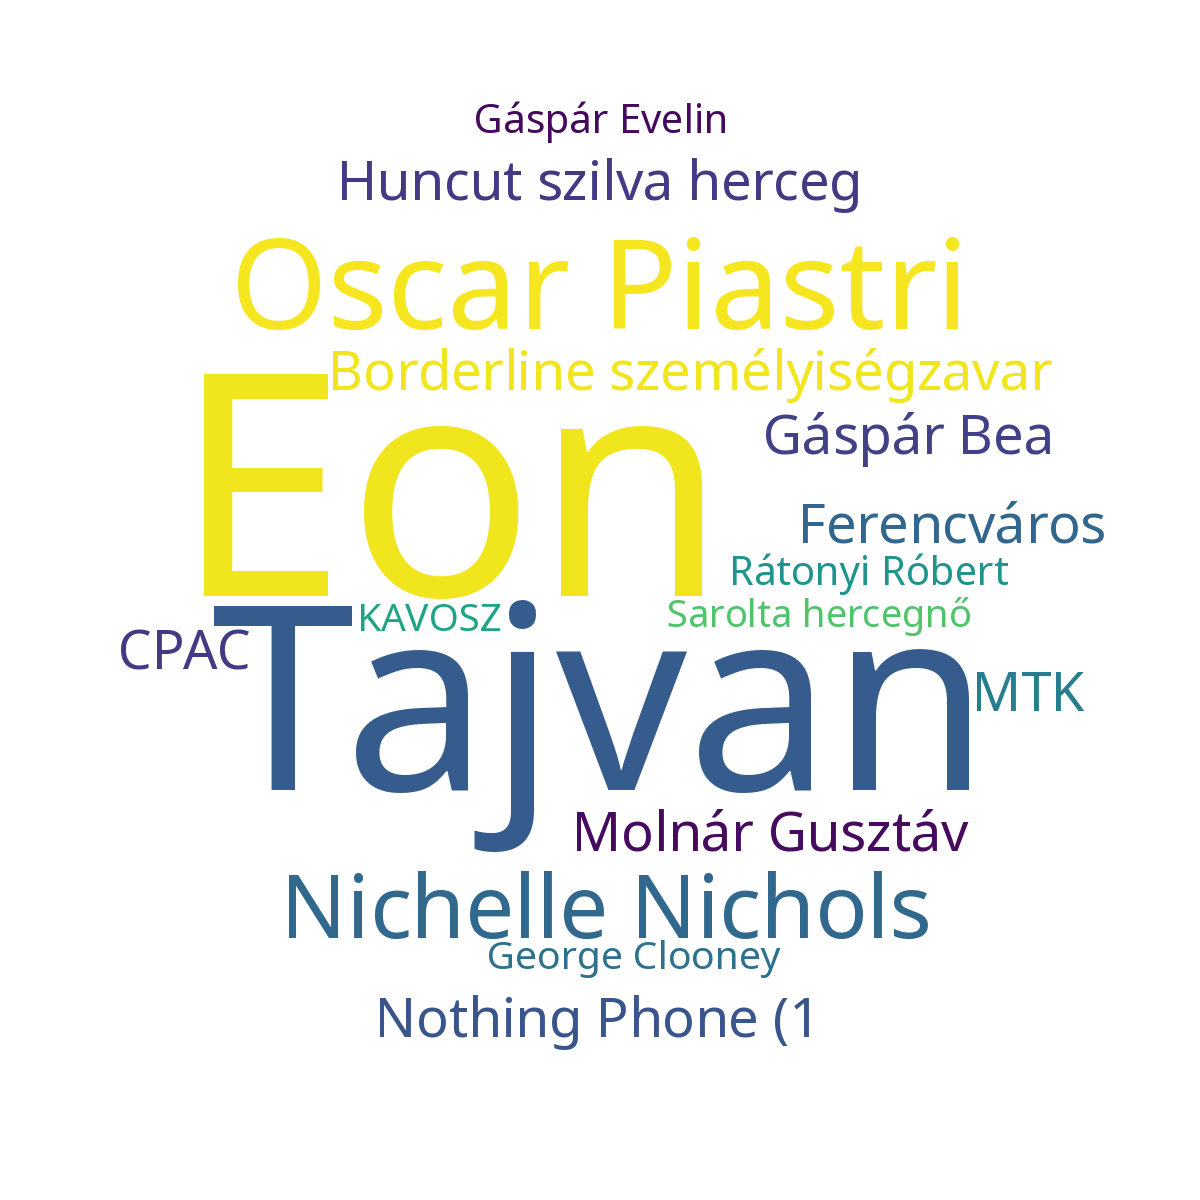 Gáspár Evelin
Huncut szilva herceg
Oscar Piastri
Borderline személyiségzavar
Eon
Gáspár Bea
Ferencváros
Rátonyi Róbert
Sarolta hercegnő
KAVOSZ
CPAC
Tajvan
MTK
Molnár Gusztáv
Nichelle Nichols
George Clooney
Nothing Phone (1